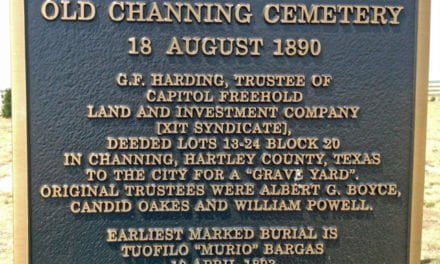 OLD CHANNING CEMETERY
18 AUGUST 1890
G.F. HARDING, TRUSTEE OF
CAPITOL FREEHOLD
LAND AND INVESTMENT COMPANY
[XIT SYNDICATE],
DEEDED LOTS 13-24 BLOCK 20
IN CHANNING, HARTLEY COUNTY, TEXAS
TO THE CITY FOR A "GRAVE YARD".
ORIGINAL TRUSTEES WERE ALBERT G. BOYCE,
CANDID OAKES AND WILLIAM POWELL.
EARLIEST MARKED BURIAL IS
TUOFILO "MURIO" BARGAS
APRIL